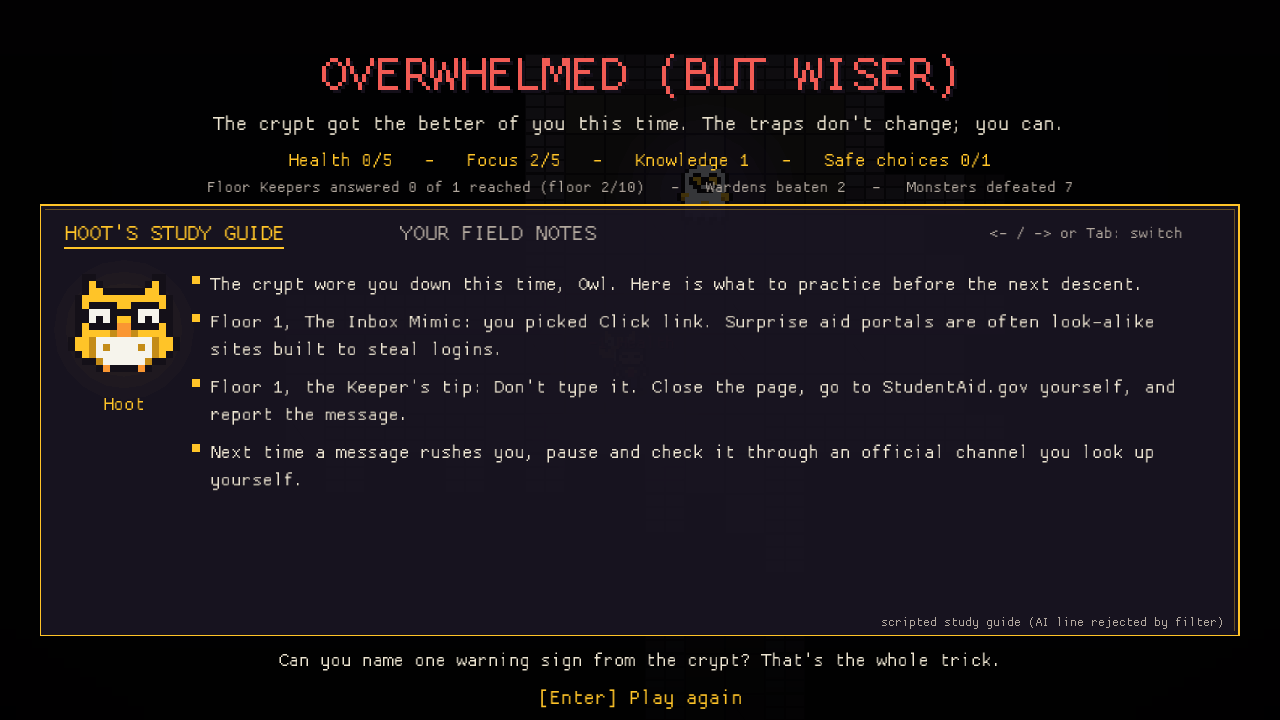 OVERWHELMED (BUT WISER)
The crypt got the better of you this time. The traps don't change; you can.
Health 0/5 - Focus 2/5 - Knowledge 1 - Safe choices 0/1
Floor Keepers answered 0 of 1 reached (floor 2/10) - Wardens beaten 2 - Monsters defeated 7
HOOT'S STUDY GUIDE YOUR FIELD NOTES <- / -> or Tab: switch
The crypt wore you down this time, Owl. Here is what to practice before the next descent.
Floor 1, The Inbox Mimic: you picked Click link. Surprise aid portals are often look-alike
sites built to steal logins.
Floor 1, the Keeper's tip: Don't type it. Close the page, go to StudentAid.gov yourself, and
report the message.
Hoot
Next time a message rushes you, pause and check it through an official channel you look up
yourself.
scripted study guide (AI line rejected by filter)
Can you name one warning sign from the crypt? That's the whole trick.
[Enter] Play again